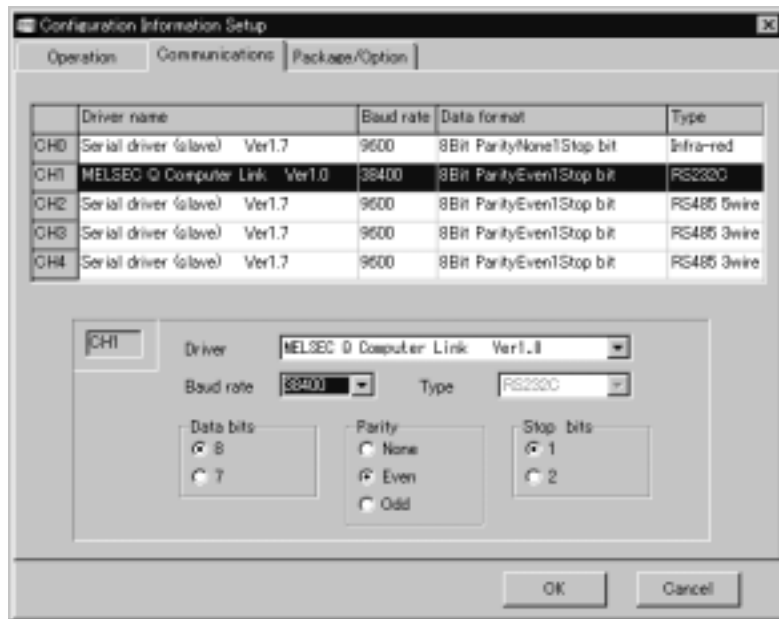 Configuration Information Setup
Operation Communications Package/Option
Driver name Baud rate Data format Type
CH0 Serial driver (slave) Ver1.7 9600 8Bit ParityNone1Stop bit Infra-red
CH1 MELSEC Q Computer Link Ver1.0 38400 8Bit ParityEven1Stop bit RS232C
CH2 Serial driver (slave) Ver1.7 9600 8Bit ParityEven1Stop bit RS485 5wire
CH3 Serial driver (slave) Ver1.7 9600 8Bit ParityEven1Stop bit RS485 3wire
CH4 Serial driver (slave) Ver1.7 9600 8Bit ParityEven1Stop bit RS485 3wire
CH1
Driver MELSEC Q Computer Link Ver1.0
Baud rate 38400 Type RS232C
Data bits Parity Stop bits
8 None 1
7 Even 2
Odd
OK Cancel